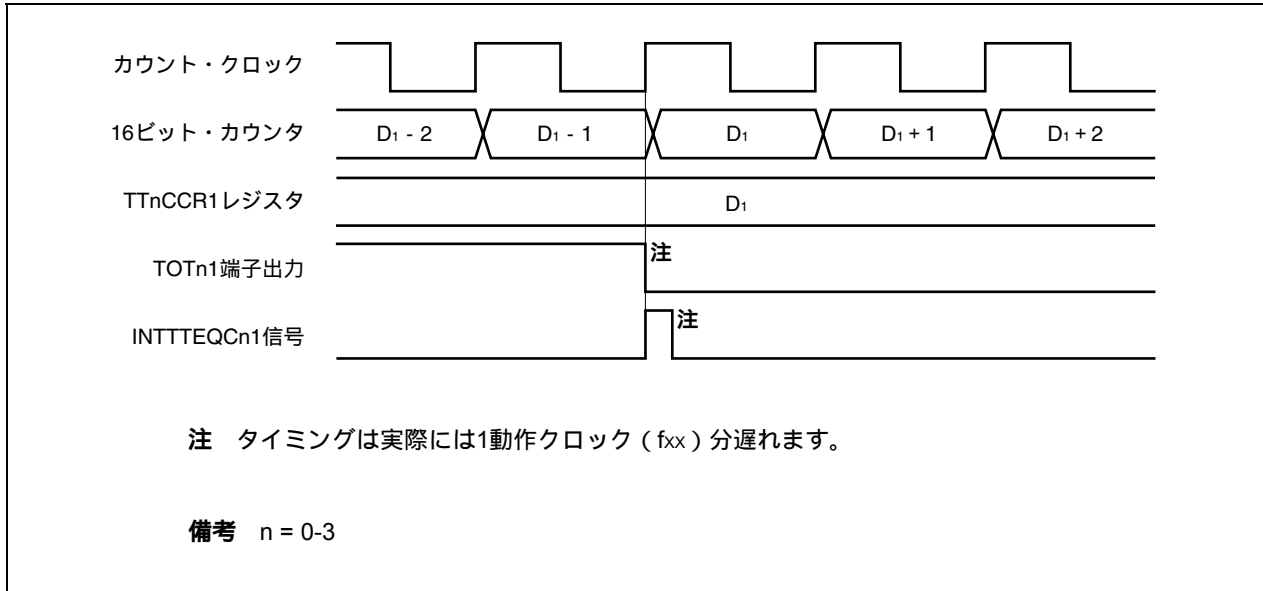 カウント・クロック
16ビット・カウンタ D1 - 2 D1 - 1 D1 D1 + 1 D1 + 2
TTnCCR1レジスタ D1
TOTn1端子出力 注
INTTTEQCn1信号 注
注 タイミングは実際には1動作クロック（fxx）分遅れます。
備考 n = 0-3